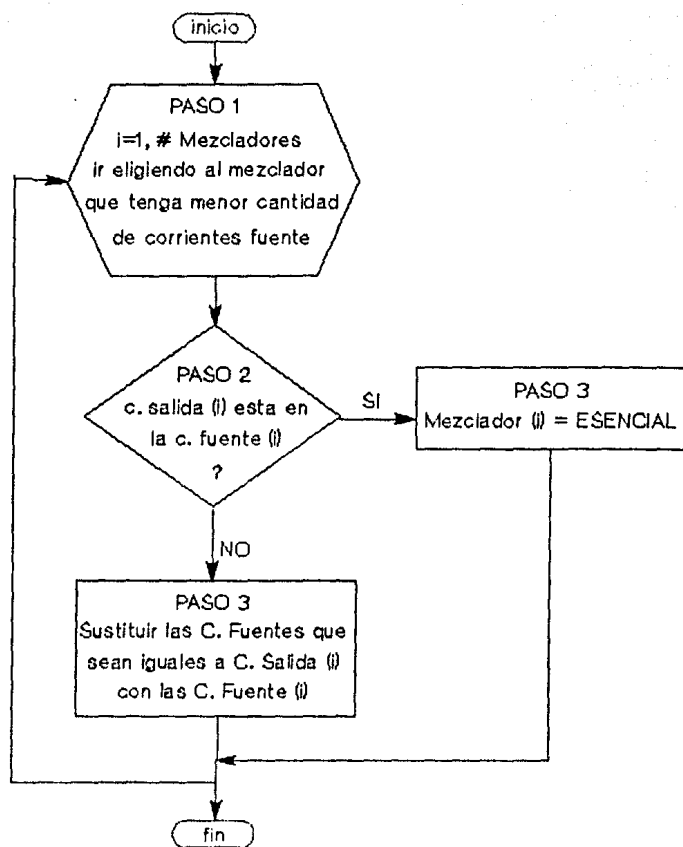 inicio
PASO 1
i=1, # Mezcladores
ir eligiendo al mezclador
que tenga menor cantidad
de corrientes fuente
PASO 2
c. salida (i) esta en
la c. fuente (i)
?
SI
PASO 3
Mezclador (i) = ESENCIAL
NO
PASO 3
Sustituir las C. Fuentes que
sean iguales a C. Salida (i)
con las C. Fuente (i)
fin